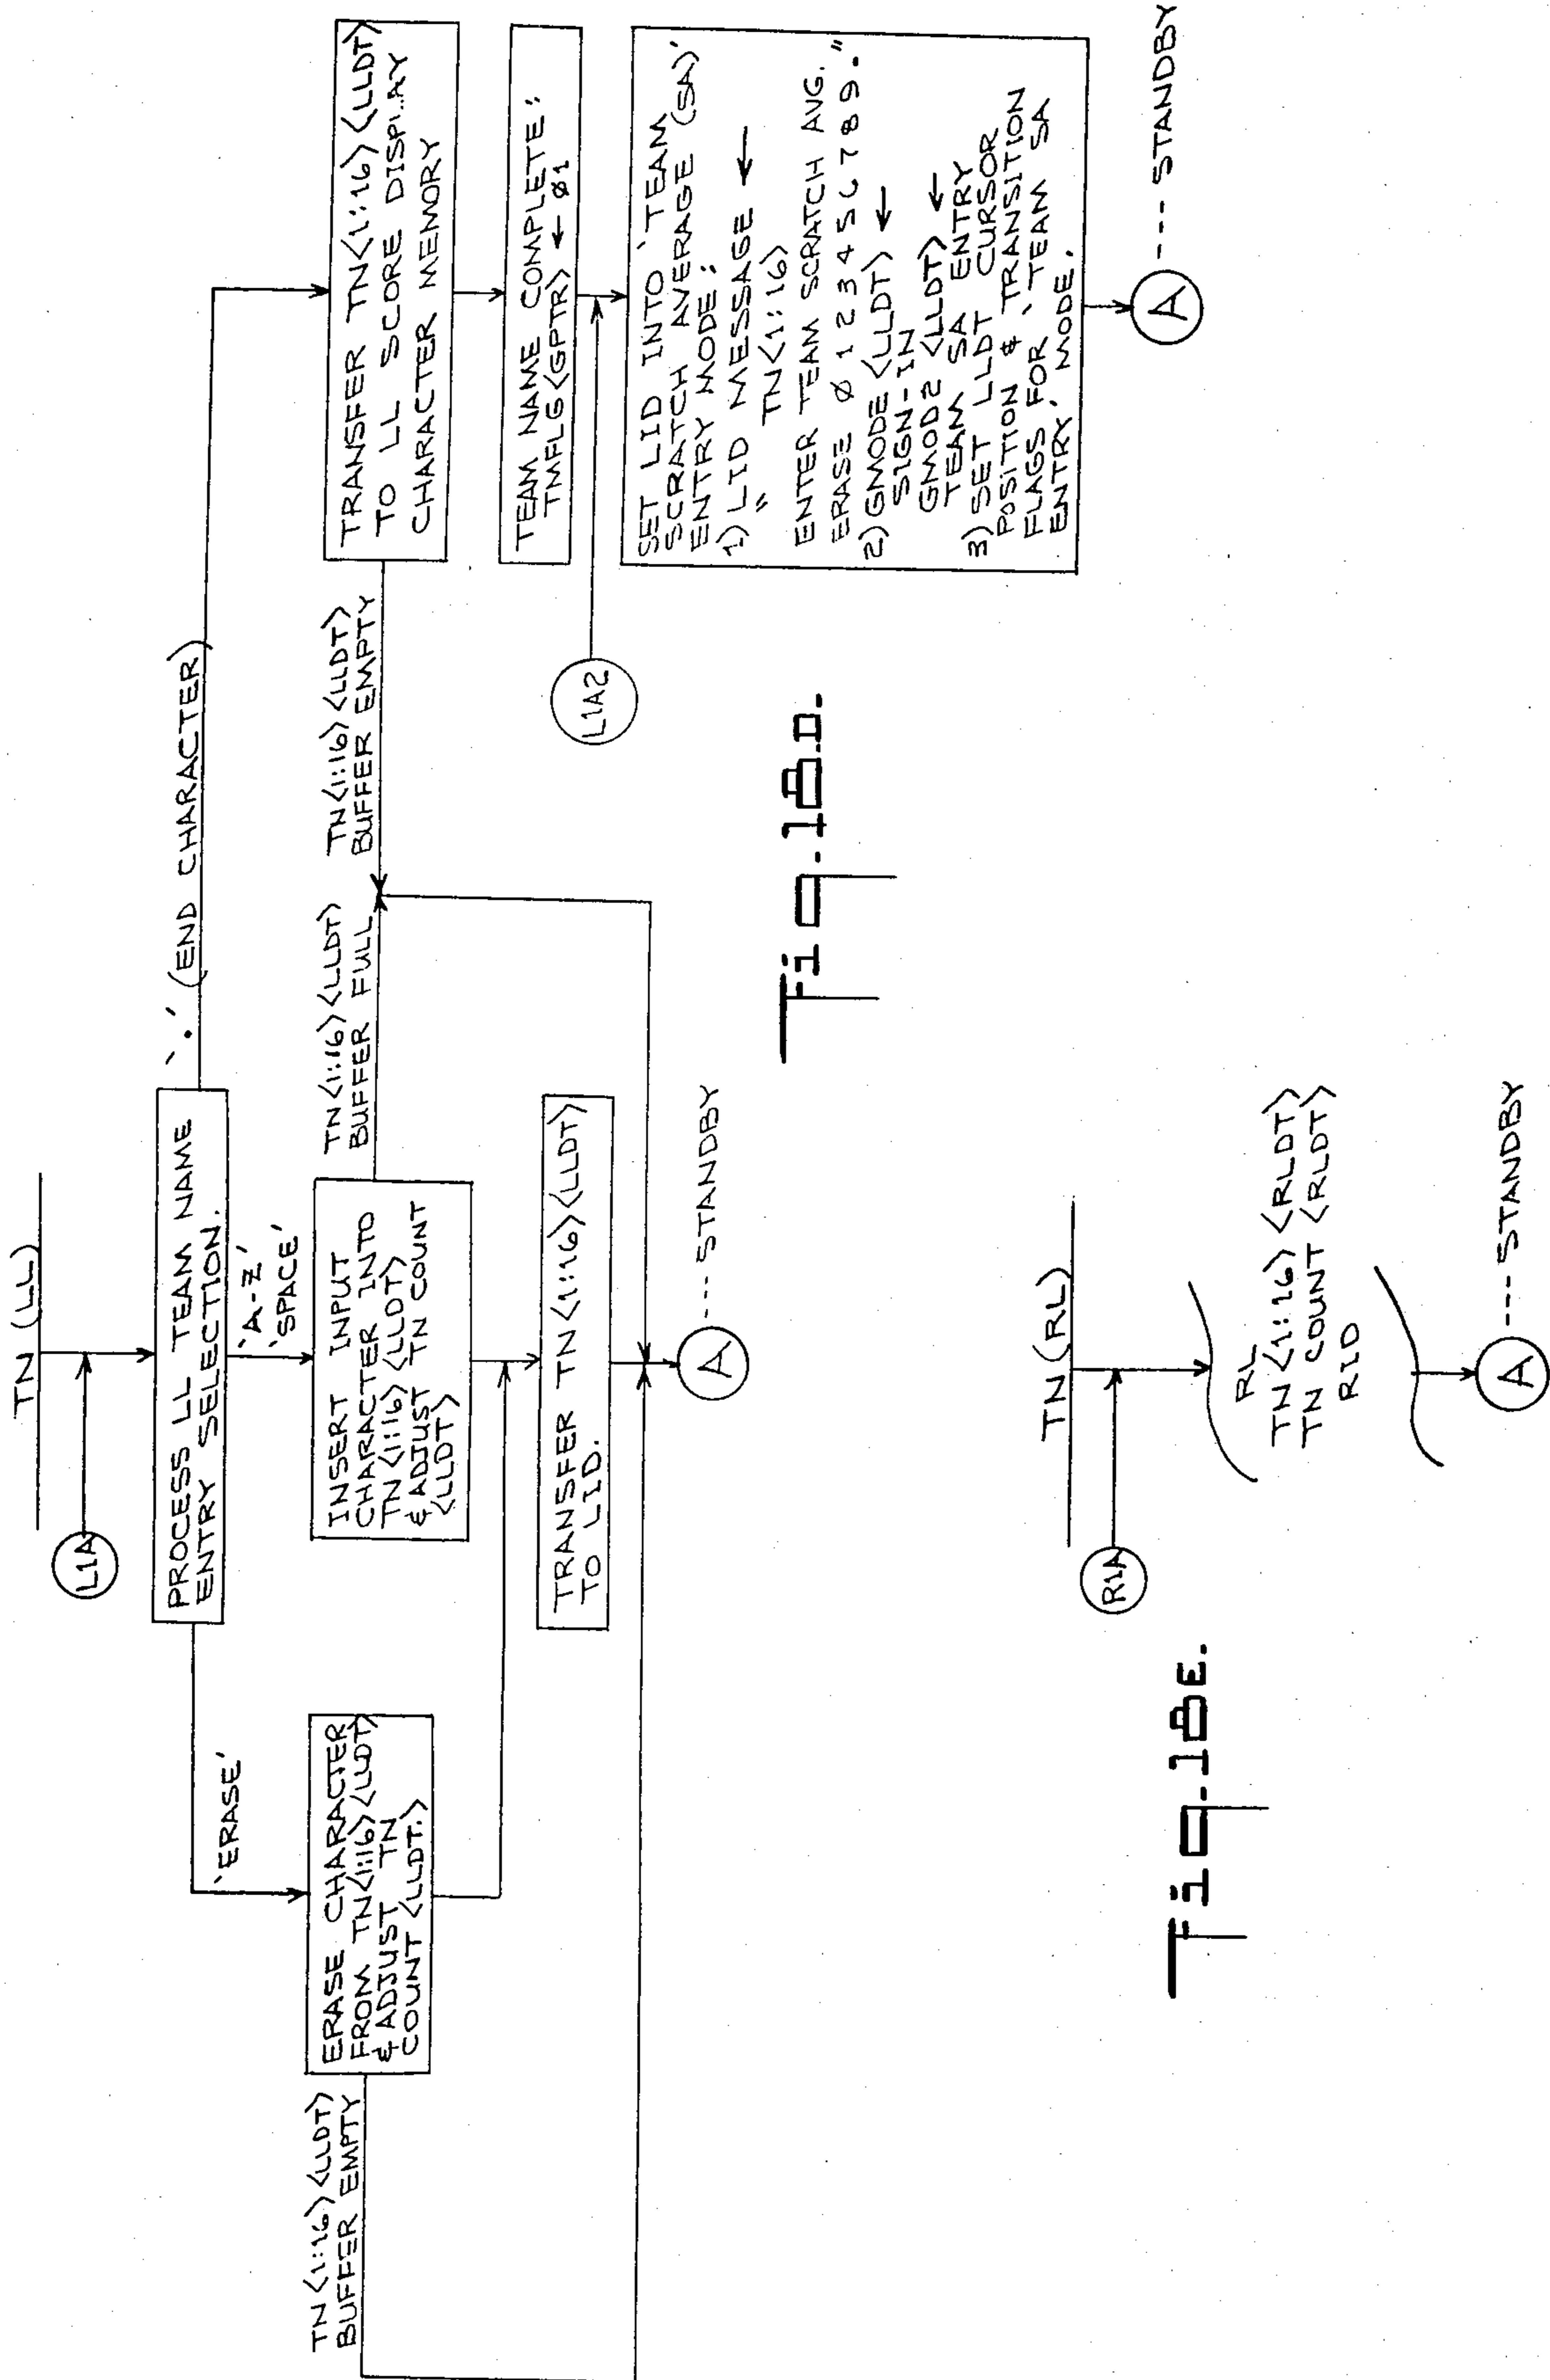 TN (LL)
L1A
PROCESS LL TEAM NAME
ENTRY SELECTION.
'ERASE'
'A-Z'
'SPACE'
'.' (END CHARACTER)
TN<1:16><LLDT>
BUFFER EMPTY
ERASE CHARACTER
FROM TN<1:16><LLDT>
& ADJUST TN
COUNT <LLDT.>
INSERT INPUT
CHARACTER INTO
TN<1:16><LLDT>
& ADJUST TN COUNT
<LLDT>
TN<1:16><LLDT>
BUFFER FULL
TN<1:16><LLDT>
BUFFER EMPTY
TRANSFER TN<1:16><LLDT>
TO LL SCORE DISPLAY
CHARACTER MEMORY
TRANSFER TN<1:16><LLDT>
TO LID.
A --- STANDBY
TEAM NAME COMPLETE:
TMFLG<GPTR> ← Ø1
L1A2
SET LID INTO 'TEAM
SCRATCH AVERAGE (SA)'
ENTRY MODE:
1) LID MESSAGE ←
" TN<1:16>
ENTER TEAM SCRATCH AVG.
ERASE Ø 1 2 3 4 5 6 7 8 9 . "
2) GMODE <LLDT> ←
SIGN-IN
GMOD2 <LLDT> ←
TEAM SA ENTRY
3) SET LLDT CURSOR
POSITION & TRANSITION
FLAGS FOR 'TEAM SA
ENTRY' MODE.
A --- STANDBY
Fig. 18D.
TN (RL)
R1A
RL
TN<1:16><RLDT>
TN COUNT <RLDT>
RID
A --- STANDBY
Fig. 18E.